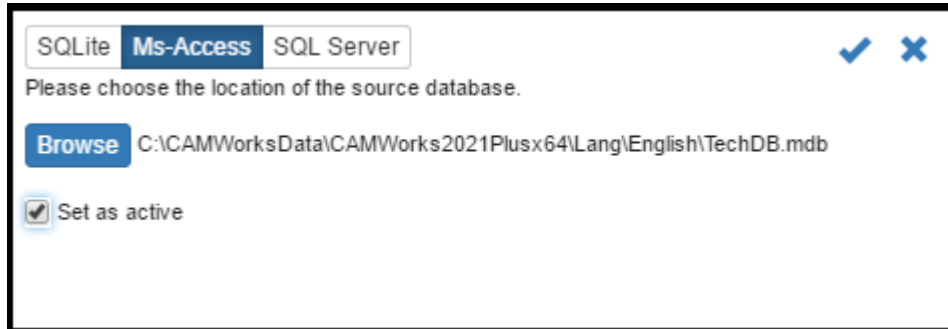 SQLite Ms-Access SQL Server
Please choose the location of the source database.
Browse C:\CAMWorksData\CAMWorks2021Plusx64\Lang\English\TechDB.mdb
Set as active